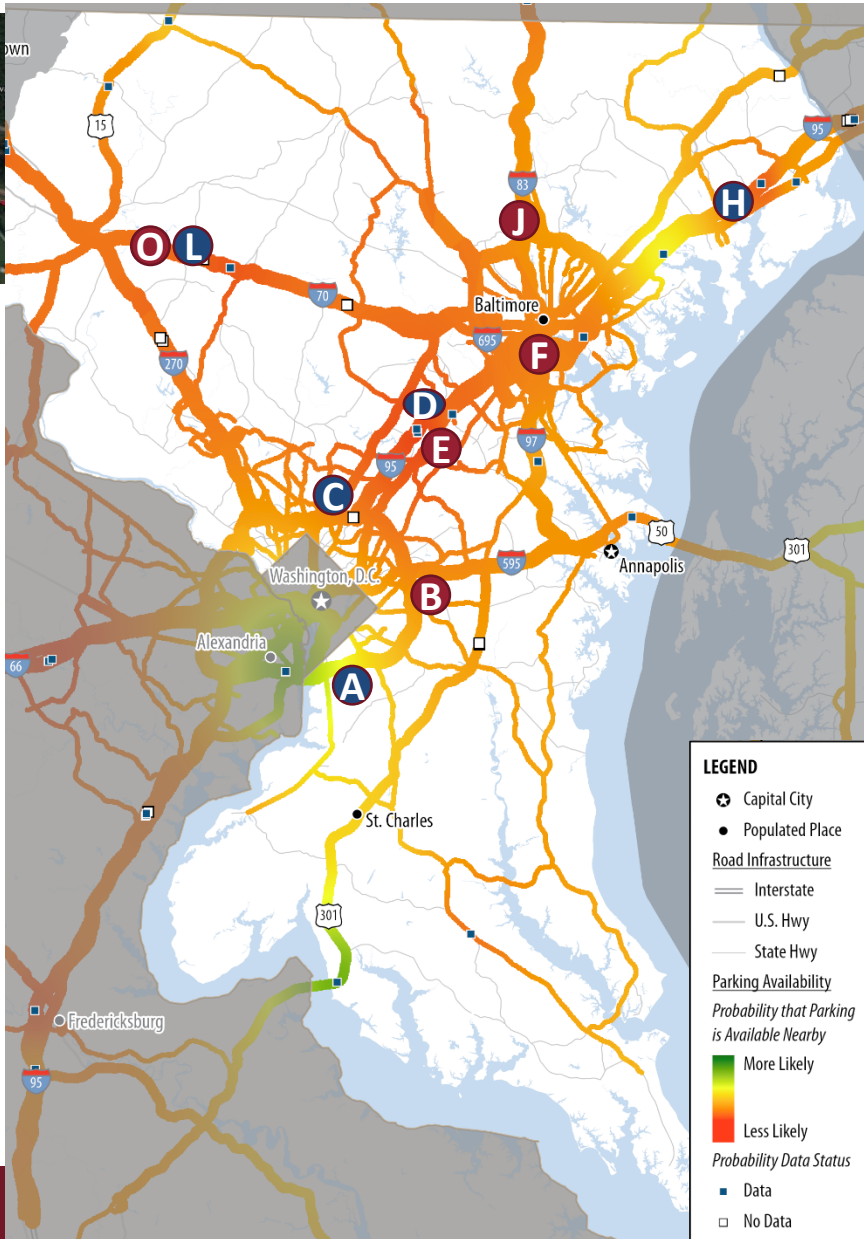 own
15
95
83
J
H
O
L
70
Baltimore
695
F
270
D
97
E
95
C
50
301
Annapolis
595
Washington, D.C.
B
Alexandria
66
A
St. Charles
301
Fredericksburg
95
LEGEND
Capital City
Populated Place
Road Infrastructure
Interstate
U.S. Hwy
State Hwy
Parking Availability
Probability that Parking
is Available Nearby
More Likely
Less Likely
Probability Data Status
Data
No Data